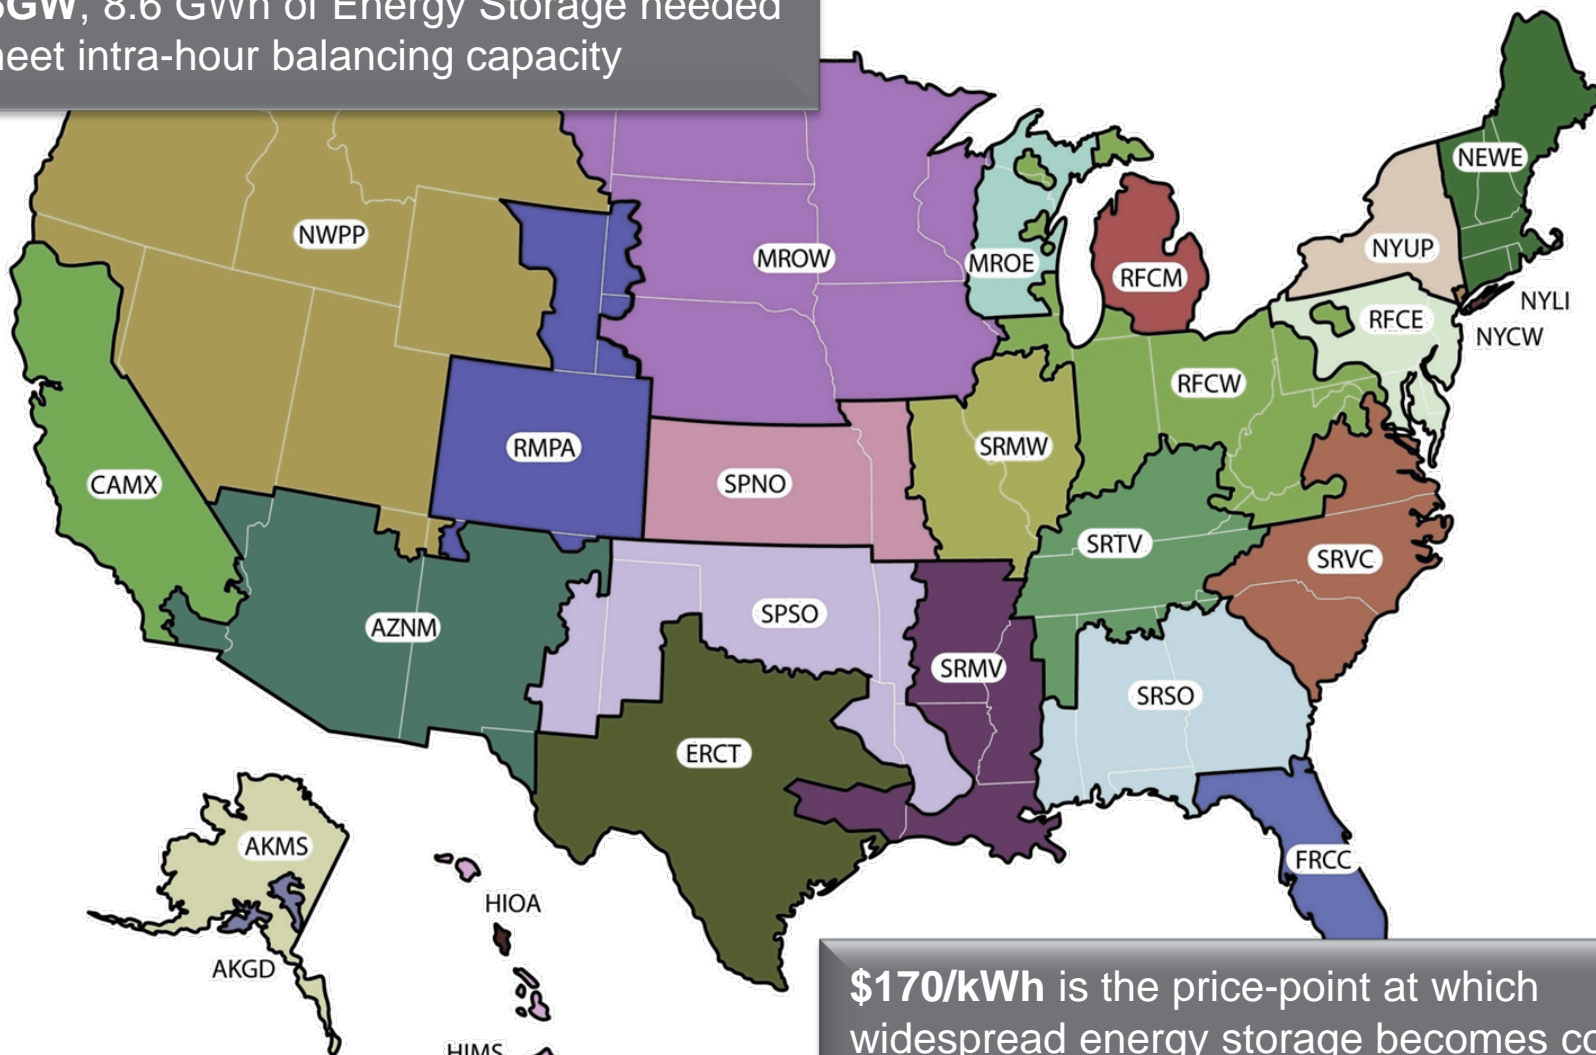 GW, 8.6 GWh of Energy Storage needed
eet intra-hour balancing capacity
NEWE
NWPP
NYUP
MROW
MROE
RFCM
NYLI
RFCE
NYCW
RFCW
RMPA
SRMW
CAMX
SPNO
SRTV
SRVC
SPSO
AZNM
SRMV
SRSO
ERCT
AKMS
FRCC
HIOA
AKGD
$170/kWh is the price-point at which
widespread energy storage becomes co
HIMS